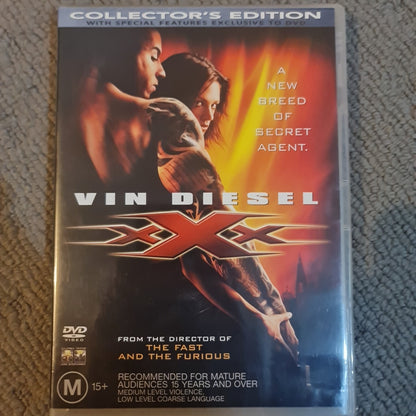 COLLECTOR'S EDITION
WITH SPECIAL FEATURES EXCLUSIVE TO DVD
A
NEW
BREED
OF
SECRET
AGENT.
VIN DIESEL
xXx
DVD
VIDEO
FROM THE DIRECTOR OF
THE FAST
AND THE FURIOUS
M 15+
RECOMMENDED FOR MATURE
AUDIENCES 15 YEARS AND OVER
MEDIUM LEVEL VIOLENCE,
LOW LEVEL COARSE LANGUAGE